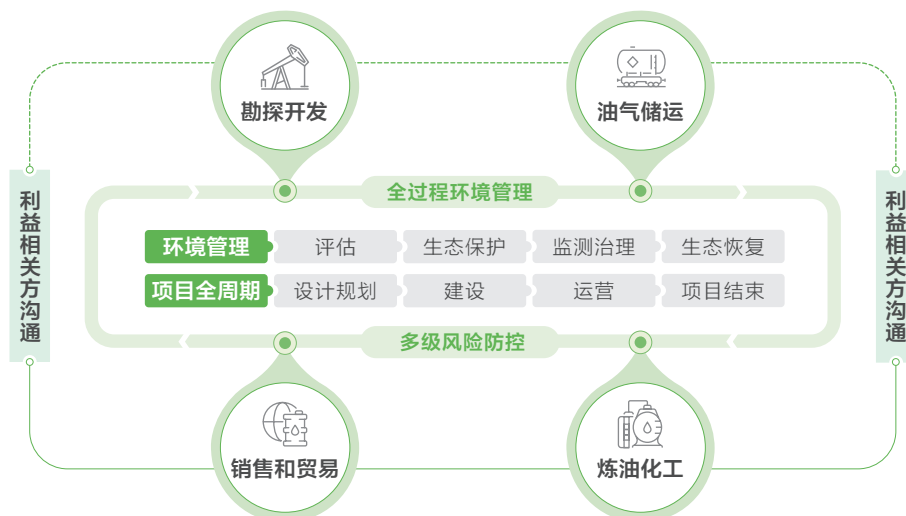 勘探开发
油气储运
利益相关方沟通
全过程环境管理
环境管理 评估 生态保护 监测治理 生态恢复
项目全周期 设计规划 建设 运营 项目结束
多级风险防控
利益相关方沟通
销售和贸易
炼油化工